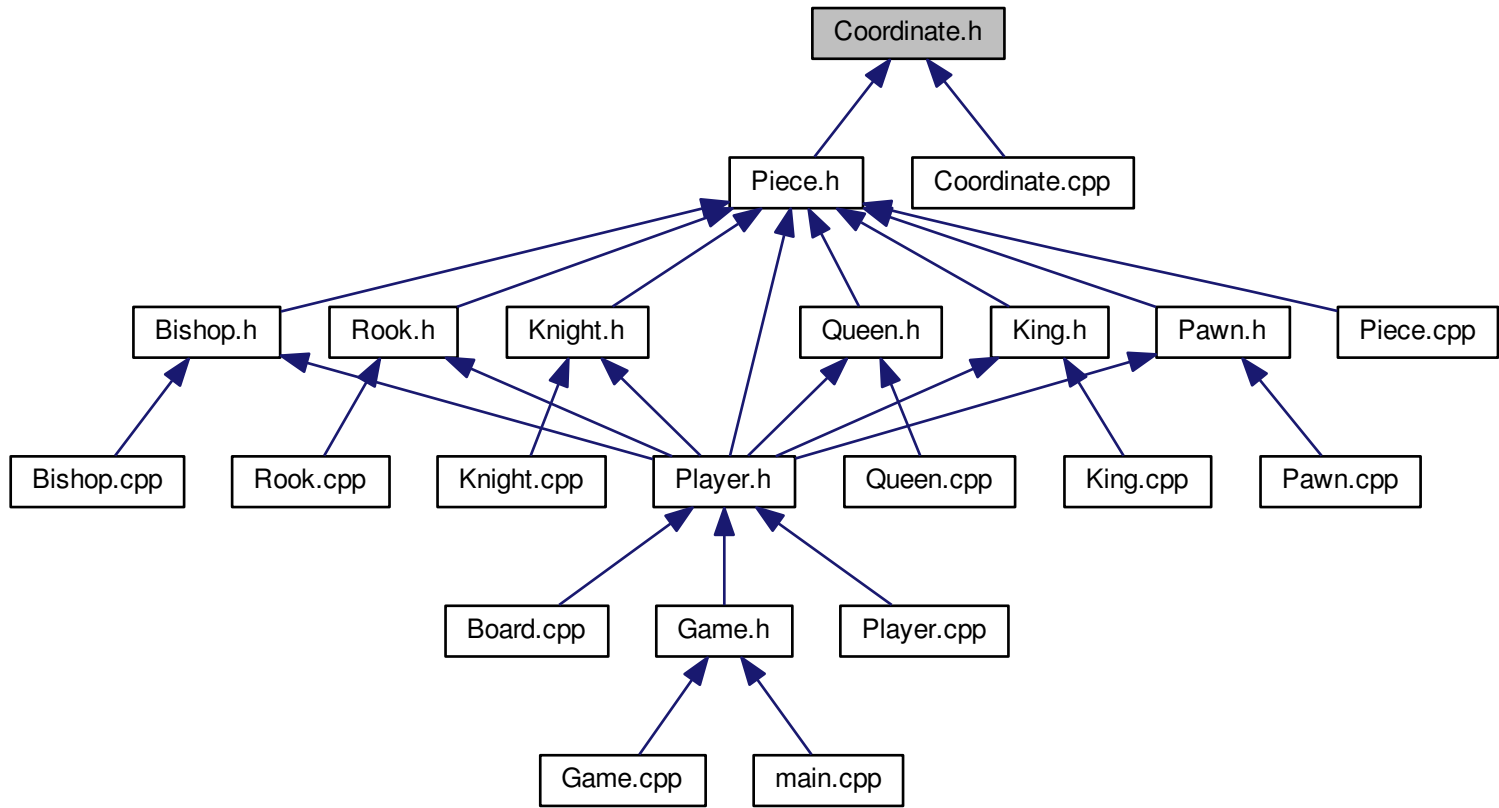 Coordinate.h
Piece.h
Coordinate.cpp
Bishop.h
Rook.h
Knight.h
Queen.h
King.h
Pawn.h
Piece.cpp
Bishop.cpp
Rook.cpp
Knight.cpp
Player.h
Queen.cpp
King.cpp
Pawn.cpp
Board.cpp
Game.h
Player.cpp
Game.cpp
main.cpp